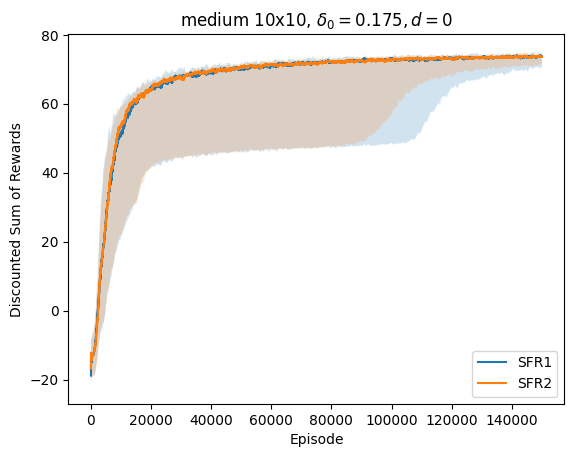 medium 10x10, δ₀ = 0.175, d = 0
Discounted Sum of Rewards
80
60
40
20
0
−20
0 20000 40000 60000 80000 100000 120000 140000
Episode
SFR1
SFR2